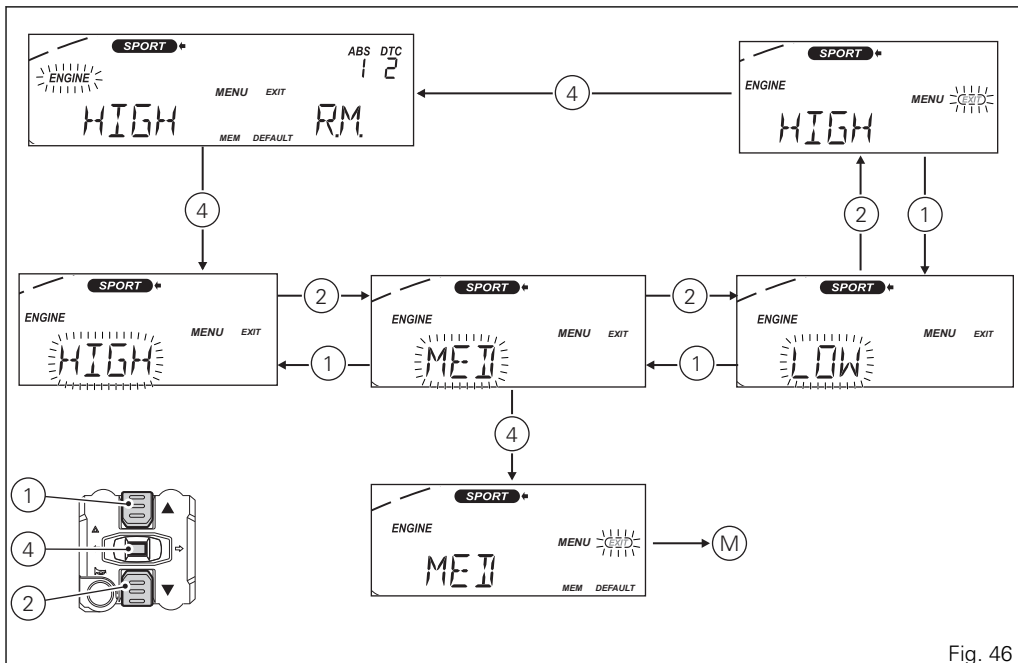 SPORT
ABS DTC
ENGINE
1 2
MENU EXIT
HIGH R.M.
MEM DEFAULT
4
SPORT
ENGINE
MENU EXIT
HIGH
4
2
1
SPORT
ENGINE
MENU EXIT
HIGH
2
1
SPORT
ENGINE
MENU EXIT
MED
2
1
SPORT
ENGINE
MENU EXIT
LOW
4
SPORT
ENGINE
MENU EXIT
MED
MEM DEFAULT
M
1
4
2
Fig. 46